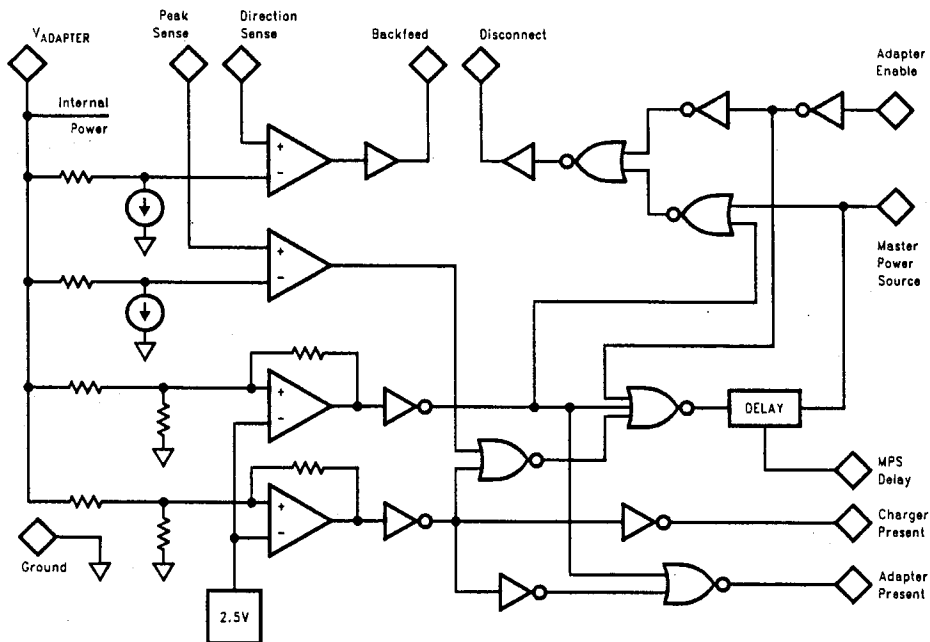 V_ADAPTER
Peak
Sense
Direction
Sense
Backfeed
Disconnect
Adapter
Enable
Internal
Power
+
-
+
-
Master
Power
Source
+
-
DELAY
MPS
Delay
+
-
Charger
Present
Ground
Adapter
Present
2.5V